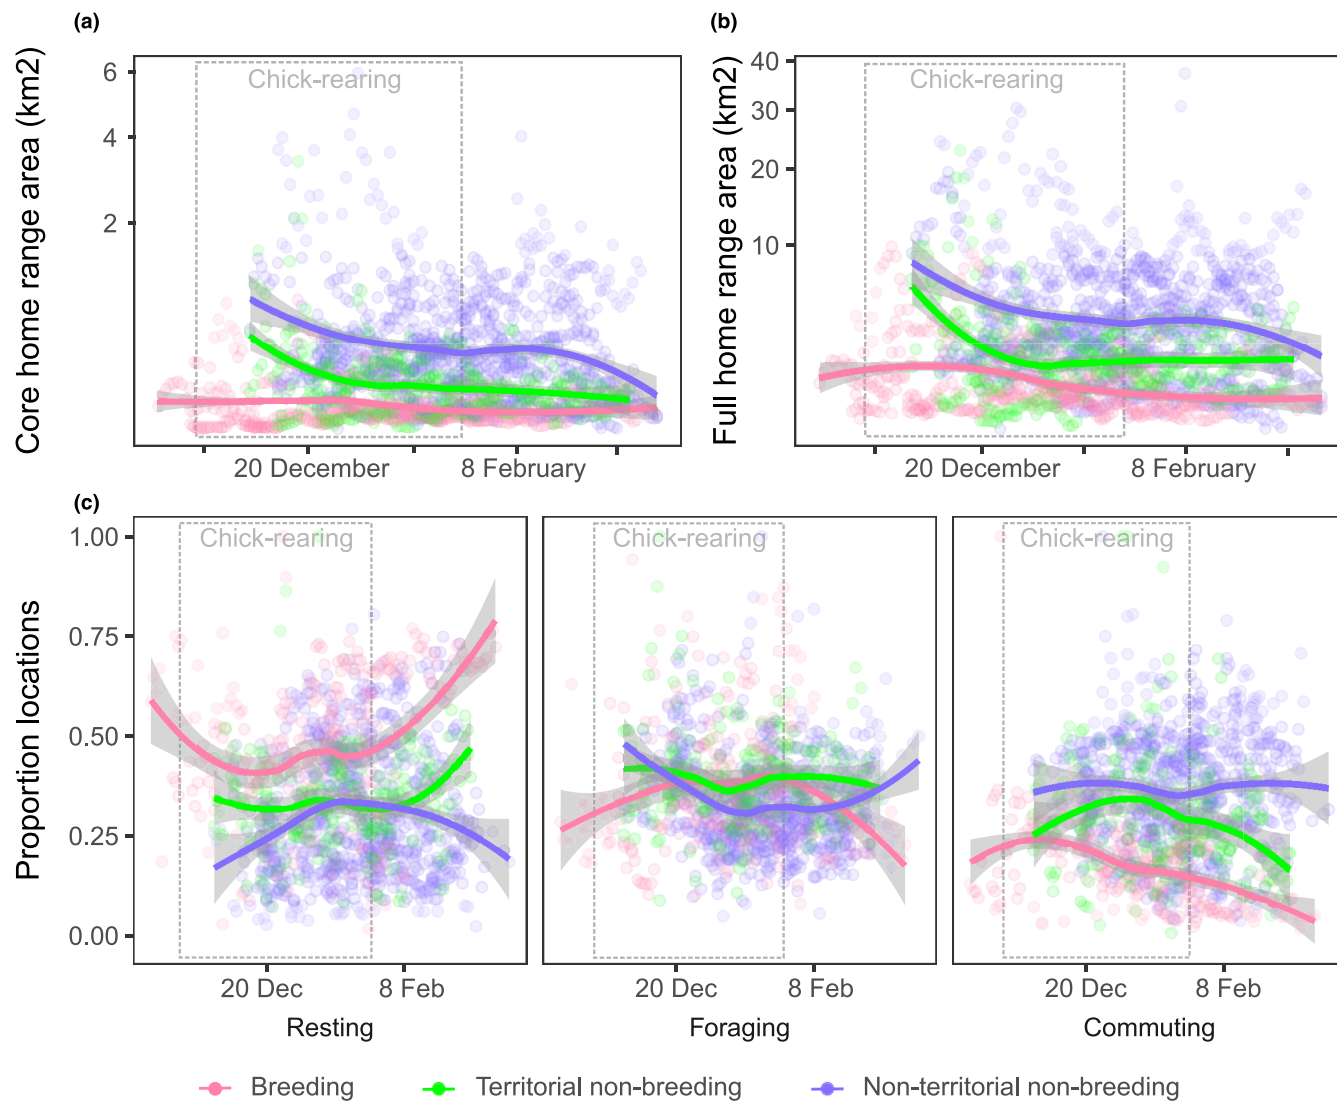 (a)
(b)
Core home range area (km2)
6
4
2
Chick-rearing
20 December
8 February
Full home range area (km2)
40
30
20
10
Chick-rearing
20 December
8 February
(c)
Proportion locations
1.00
0.75
0.50
0.25
0.00
Chick-rearing
Chick-rearing
Chick-rearing
20 Dec
8 Feb
20 Dec
8 Feb
20 Dec
8 Feb
Resting
Foraging
Commuting
Breeding
Territorial non-breeding
Non-territorial non-breeding